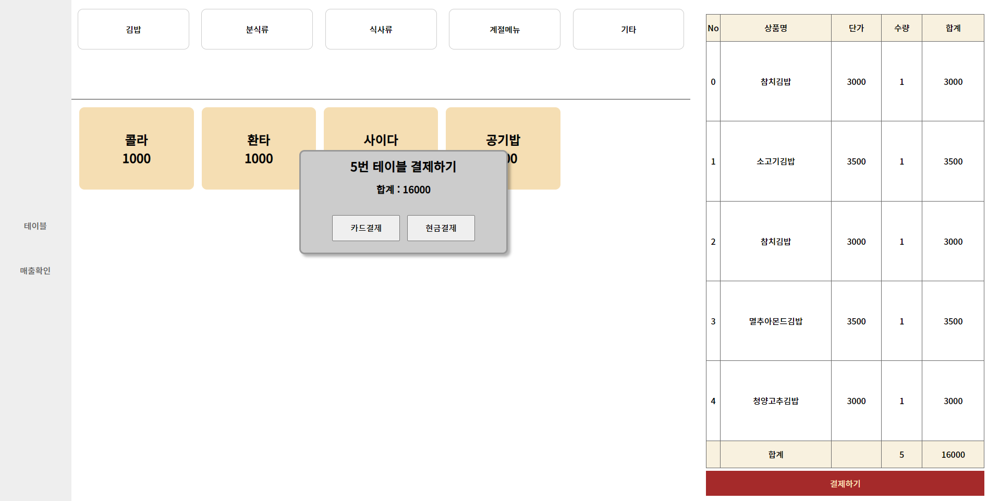 김밥 분식류 식사류 계절메뉴 기타
콜라 환타 사이다 공기밥
1000 1000
5번 테이블 결제하기
합계 : 16000
카드결제 현금결제
테이블
매출확인
No 상품명 단가 수량 합계
0 참치김밥 3000 1 3000
1 소고기김밥 3500 1 3500
2 참치김밥 3000 1 3000
3 멸추아몬드김밥 3500 1 3500
4 청양고추김밥 3000 1 3000
합계 5 16000
결제하기